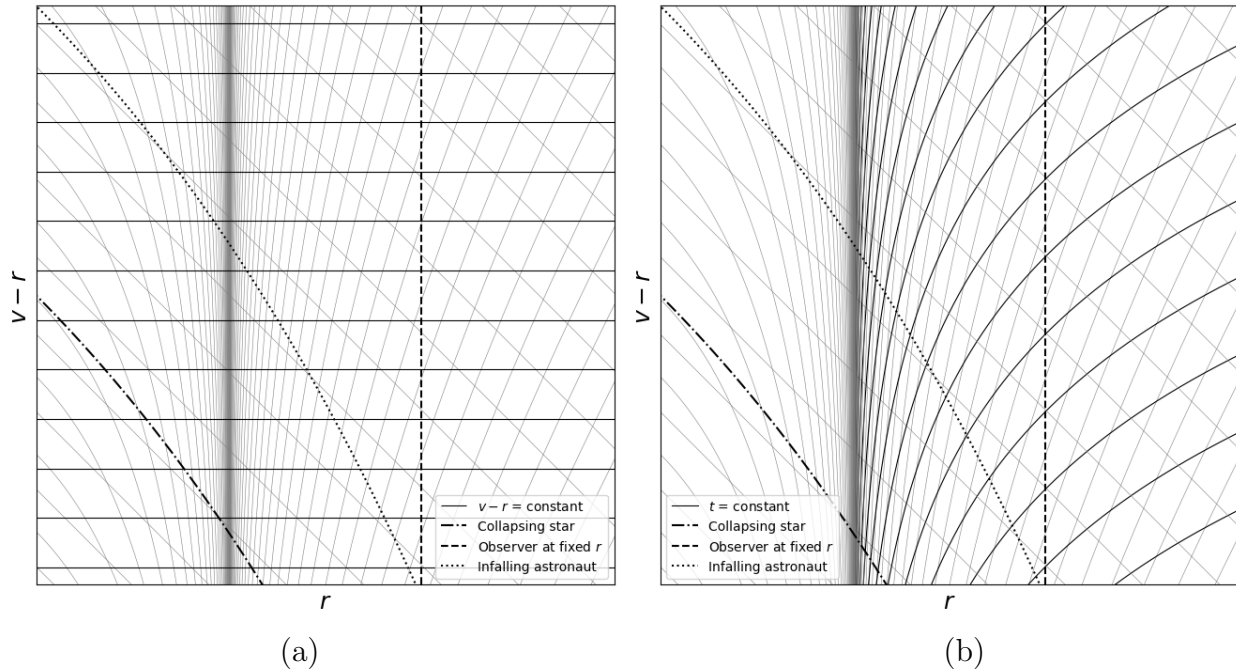 v − r
v − r = constant
Collapsing star
Observer at fixed r
Infalling astronaut
r
(a)
v − r
t = constant
Collapsing star
Observer at fixed r
Infalling astronaut
r
(b)